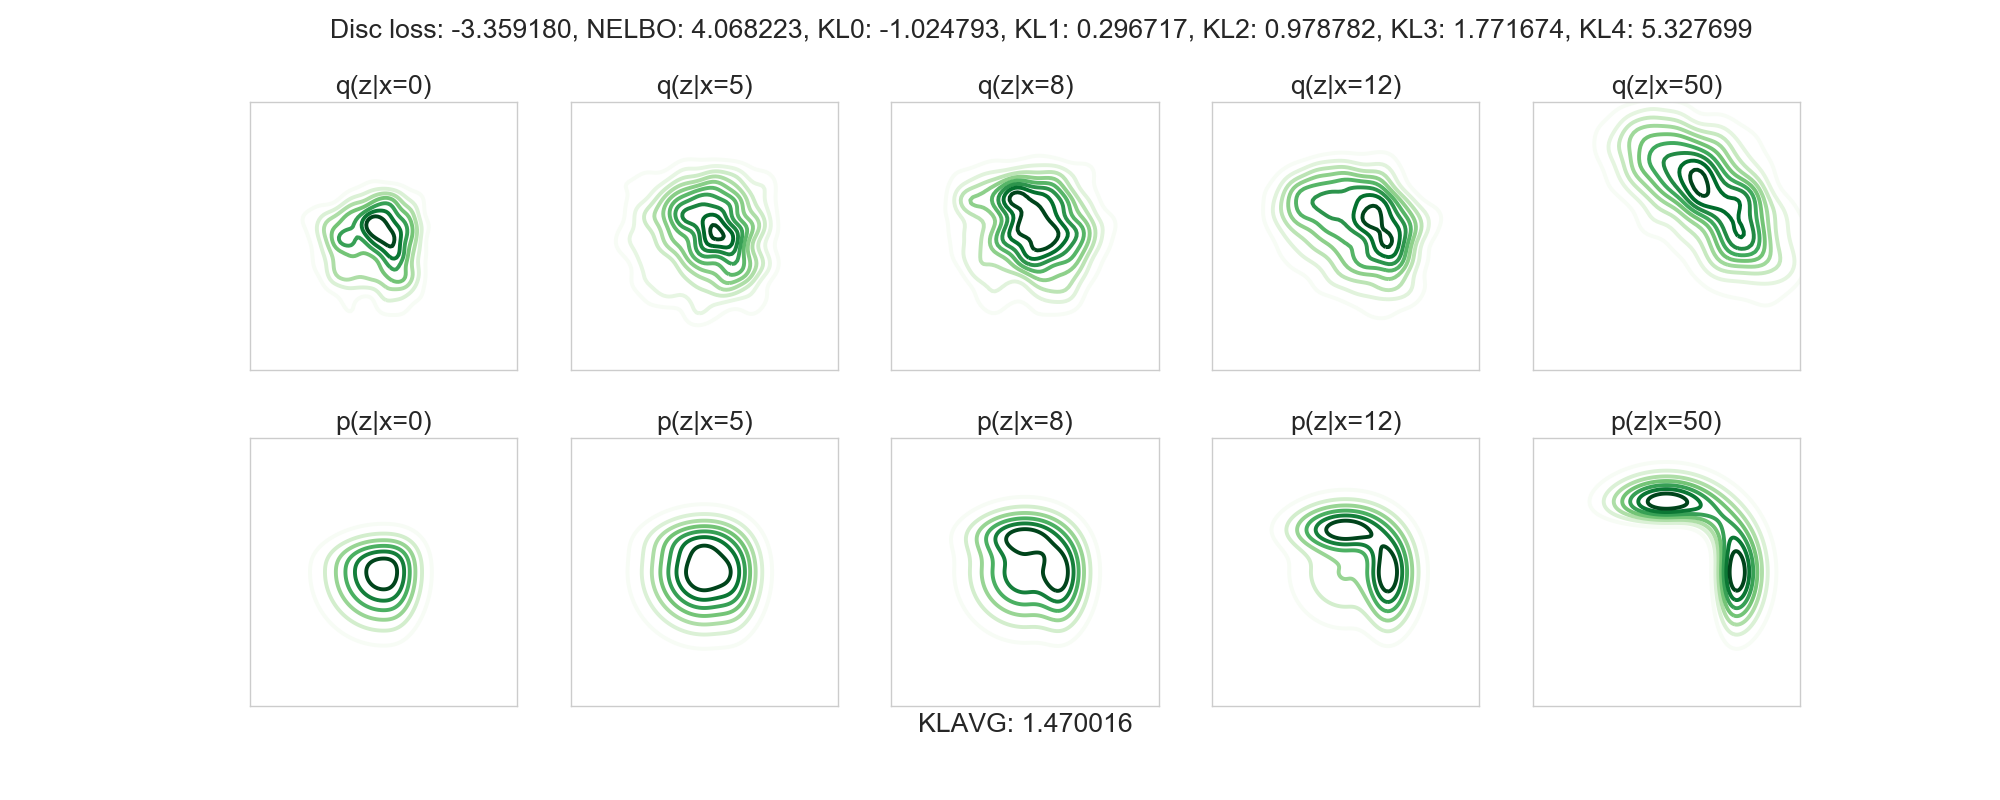 Disc loss: -3.359180, NELBO: 4.068223, KL0: -1.024793, KL1: 0.296717, KL2: 0.978782, KL3: 1.771674, KL4: 5.327699
q(z|x=0) q(z|x=5) q(z|x=8) q(z|x=12) q(z|x=50)
p(z|x=0) p(z|x=5) p(z|x=8) p(z|x=12) p(z|x=50)
KLAVG: 1.470016